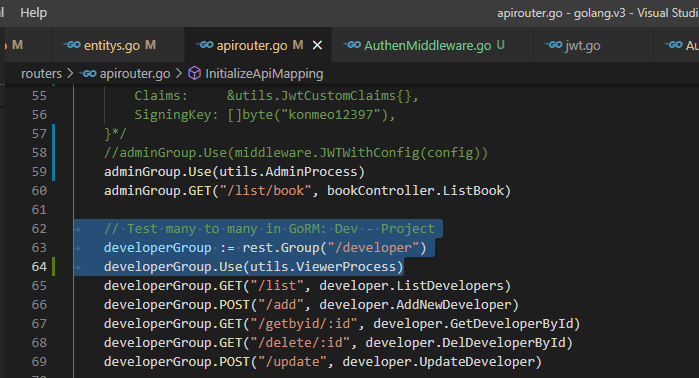 l Help apirouter.go - golang.v3 - Visual Studi
M entitys.go M apirouter.go M × AuthenMiddleware.go U jwt.go Au
routers > apirouter.go > InitializeApiMapping
55 Claims: &utils.JwtCustomClaims{},
56 SigningKey: []byte("konmeo12397"),
57 }*/
58 //adminGroup.Use(middleware.JWTWithConfig(config))
59 adminGroup.Use(utils.AdminProcess)
60 adminGroup.GET("/list/book", bookController.ListBook)
61
62 // Test many to many in GoRM: Dev - Project
63 developerGroup := rest.Group("/developer")
64 developerGroup.Use(utils.ViewerProcess)
65 developerGroup.GET("/list", developer.ListDevelopers)
66 developerGroup.POST("/add", developer.AddNewDeveloper)
67 developerGroup.GET("/getbyid/:id", developer.GetDeveloperById)
68 developerGroup.GET("/delete/:id", developer.DelDeveloperById)
69 developerGroup.POST("/update", developer.UpdateDeveloper)